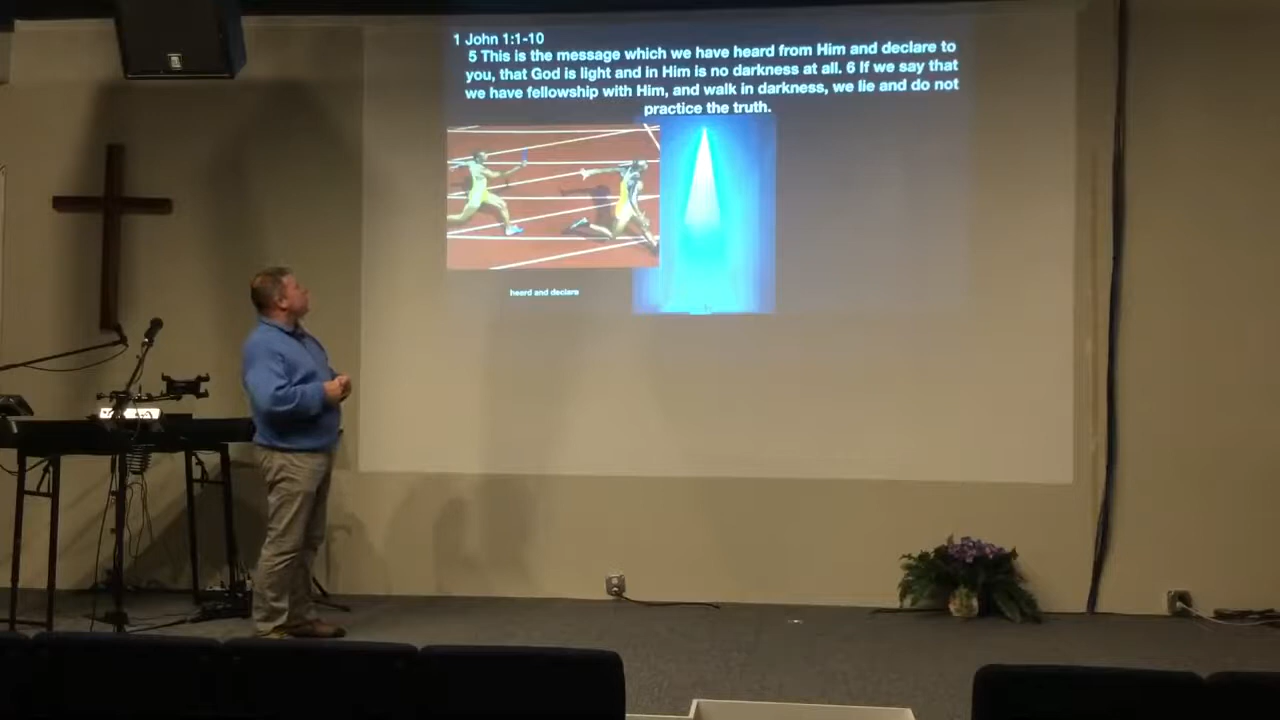 1 John 1:1-10
5 This is the message which we have heard from Him and declare to
you, that God is light and in Him is no darkness at all. 6 If we say that
we have fellowship with Him, and walk in darkness, we lie and do not
practice the truth.
heard and declare